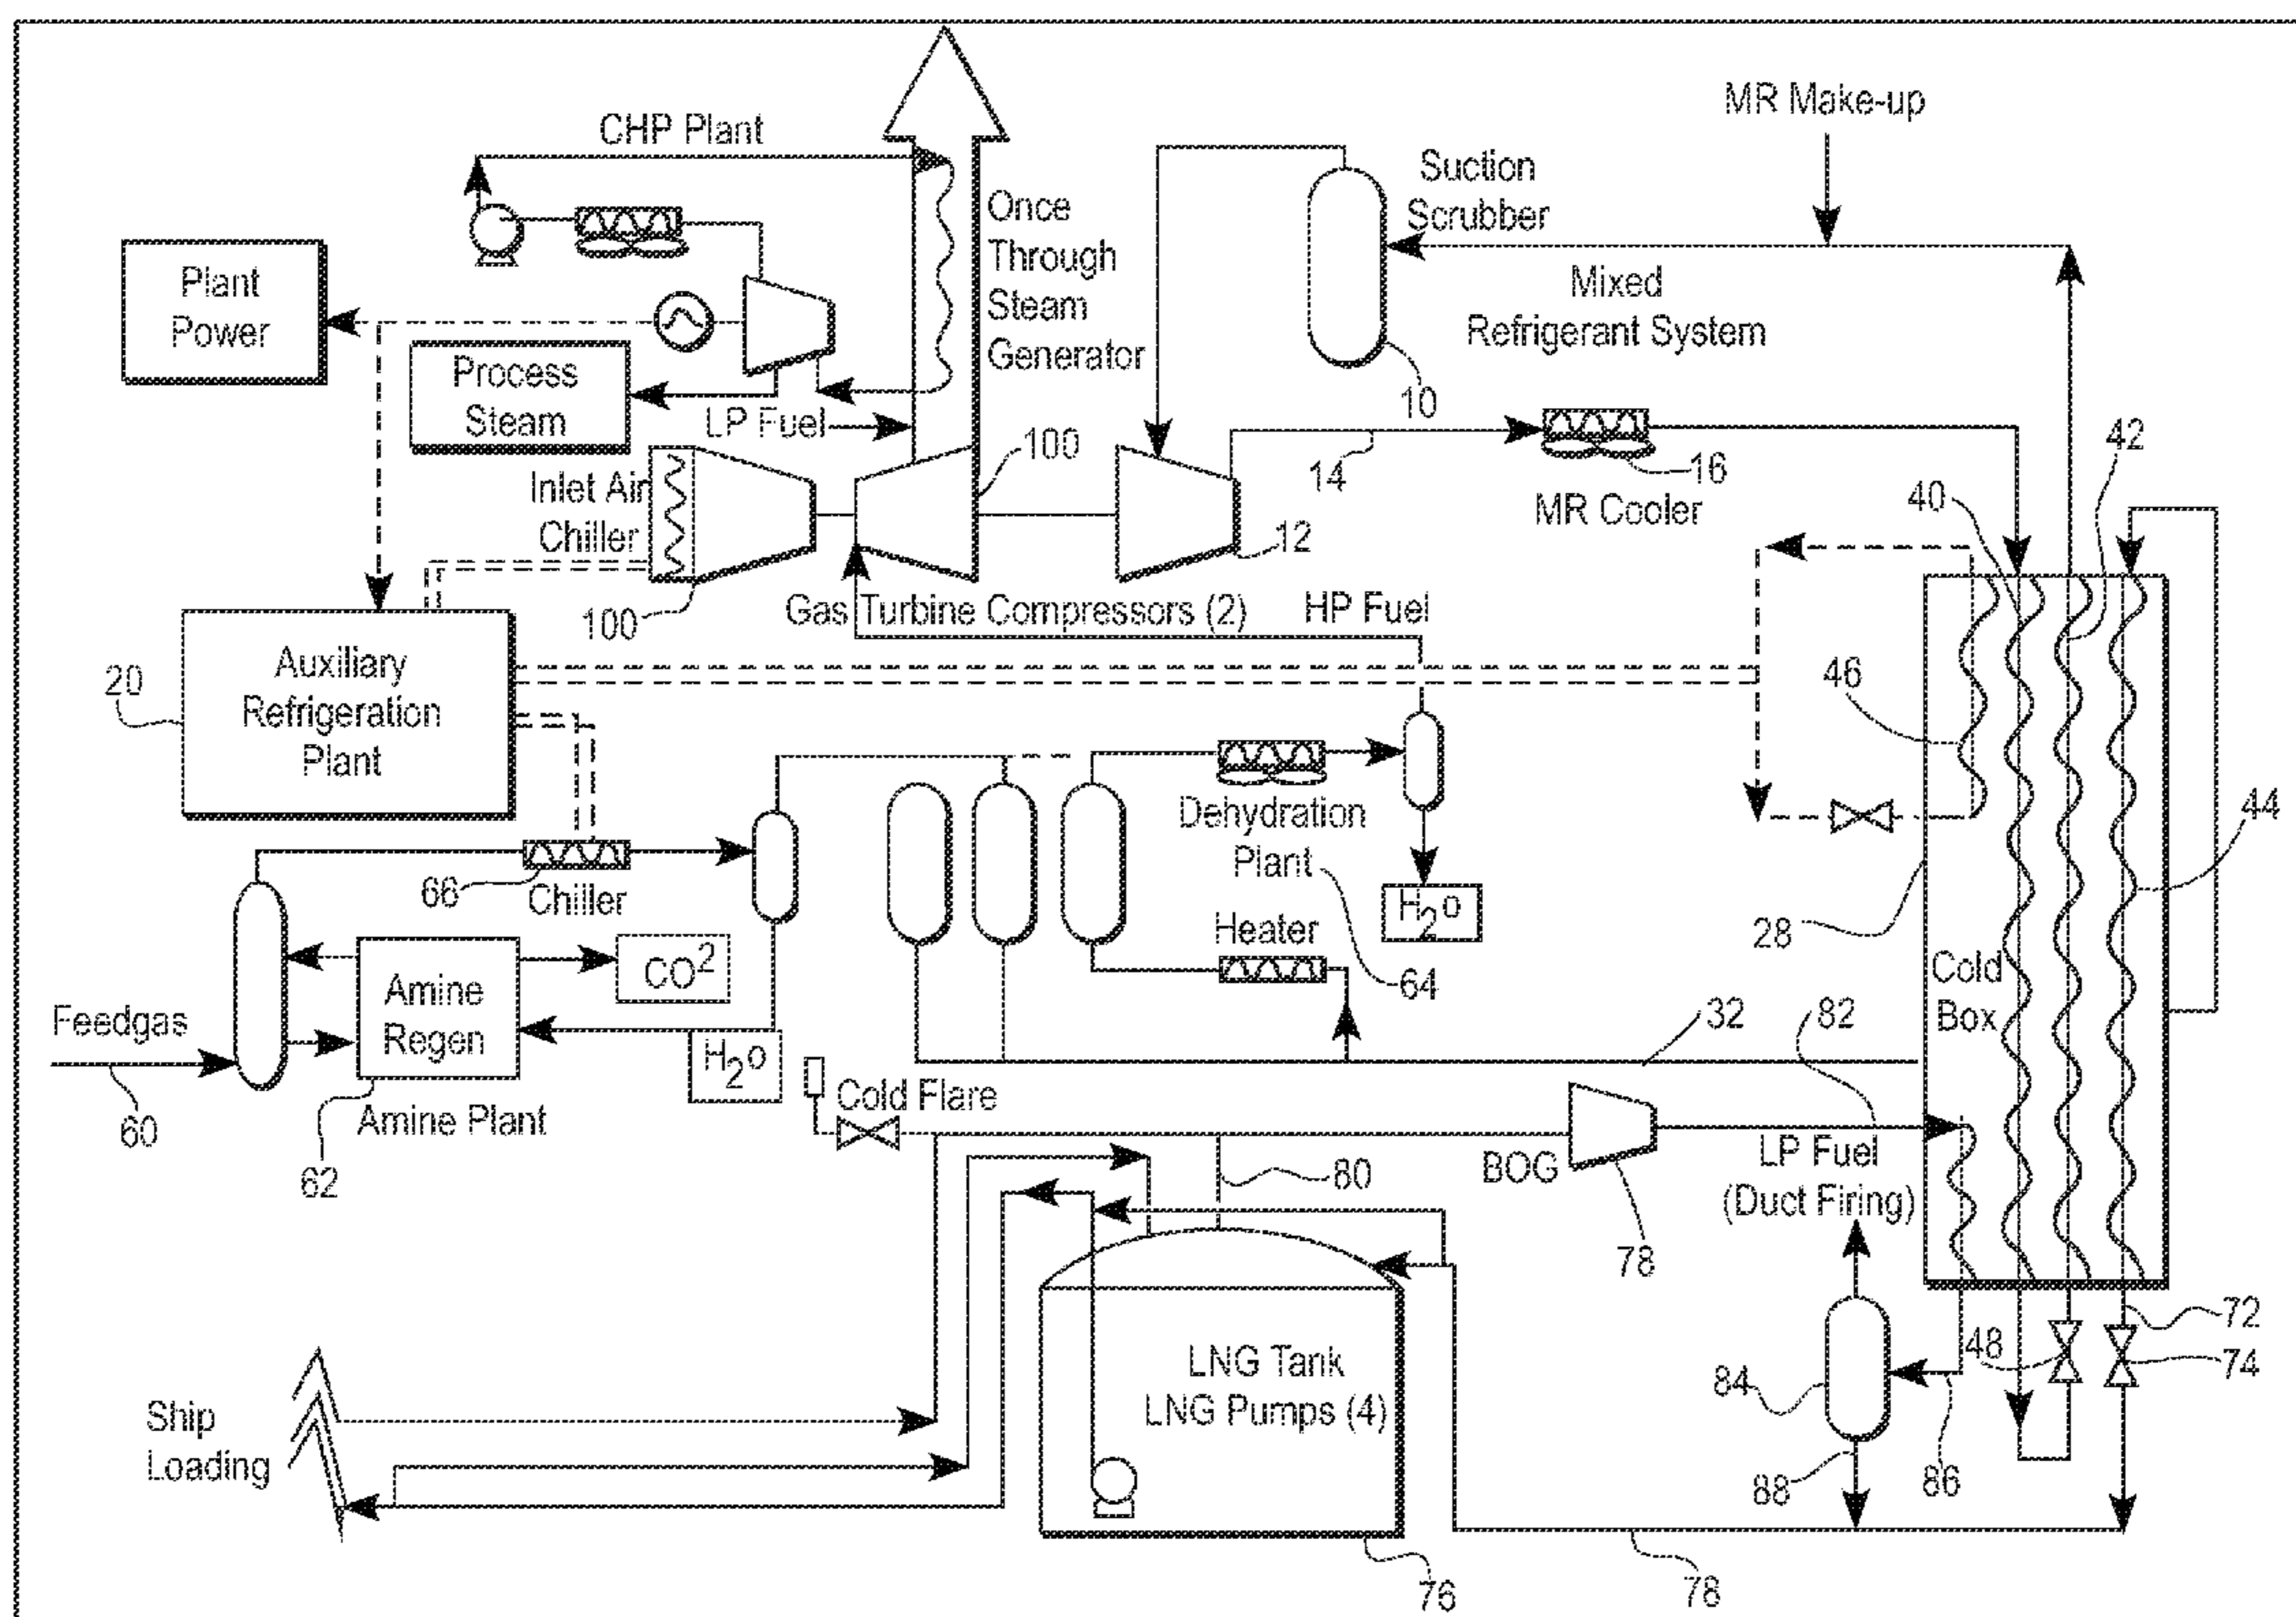 MR Make-up
CHP Plant
Suction
Scrubber
Once
Through
Steam
Generator
Plant
Power
Mixed
Refrigerant System
Process
Steam
10
LP Fuel
100
14
16
42
Inlet Air
Chiller
MR Cooler
40
12
100
Gas Turbine Compressors (2)
HP Fuel
20
Auxiliary
Refrigeration
Plant
46
44
Dehydration
Plant
66
Chiller
H2O
28
Heater
CO2
64
Cold
Box
Amine
Regen
Feedgas
32
82
H2O
Cold Flare
60
62
Amine Plant
BOG
80
LP Fuel
(Duct Firing)
78
72
LNG Tank
LNG Pumps (4)
48
74
84
Ship
Loading
88
86
76
78